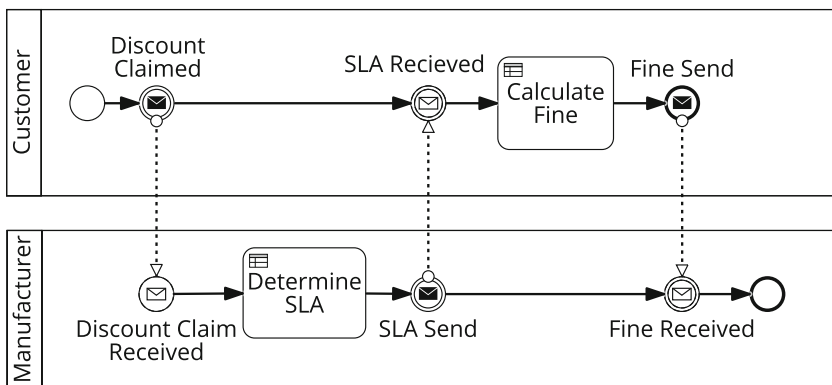 Customer
Discount
Claimed
SLA Recieved
Calculate
Fine
Fine Send
Manufacturer
Discount Claim
Received
Determine
SLA
SLA Send
Fine Received